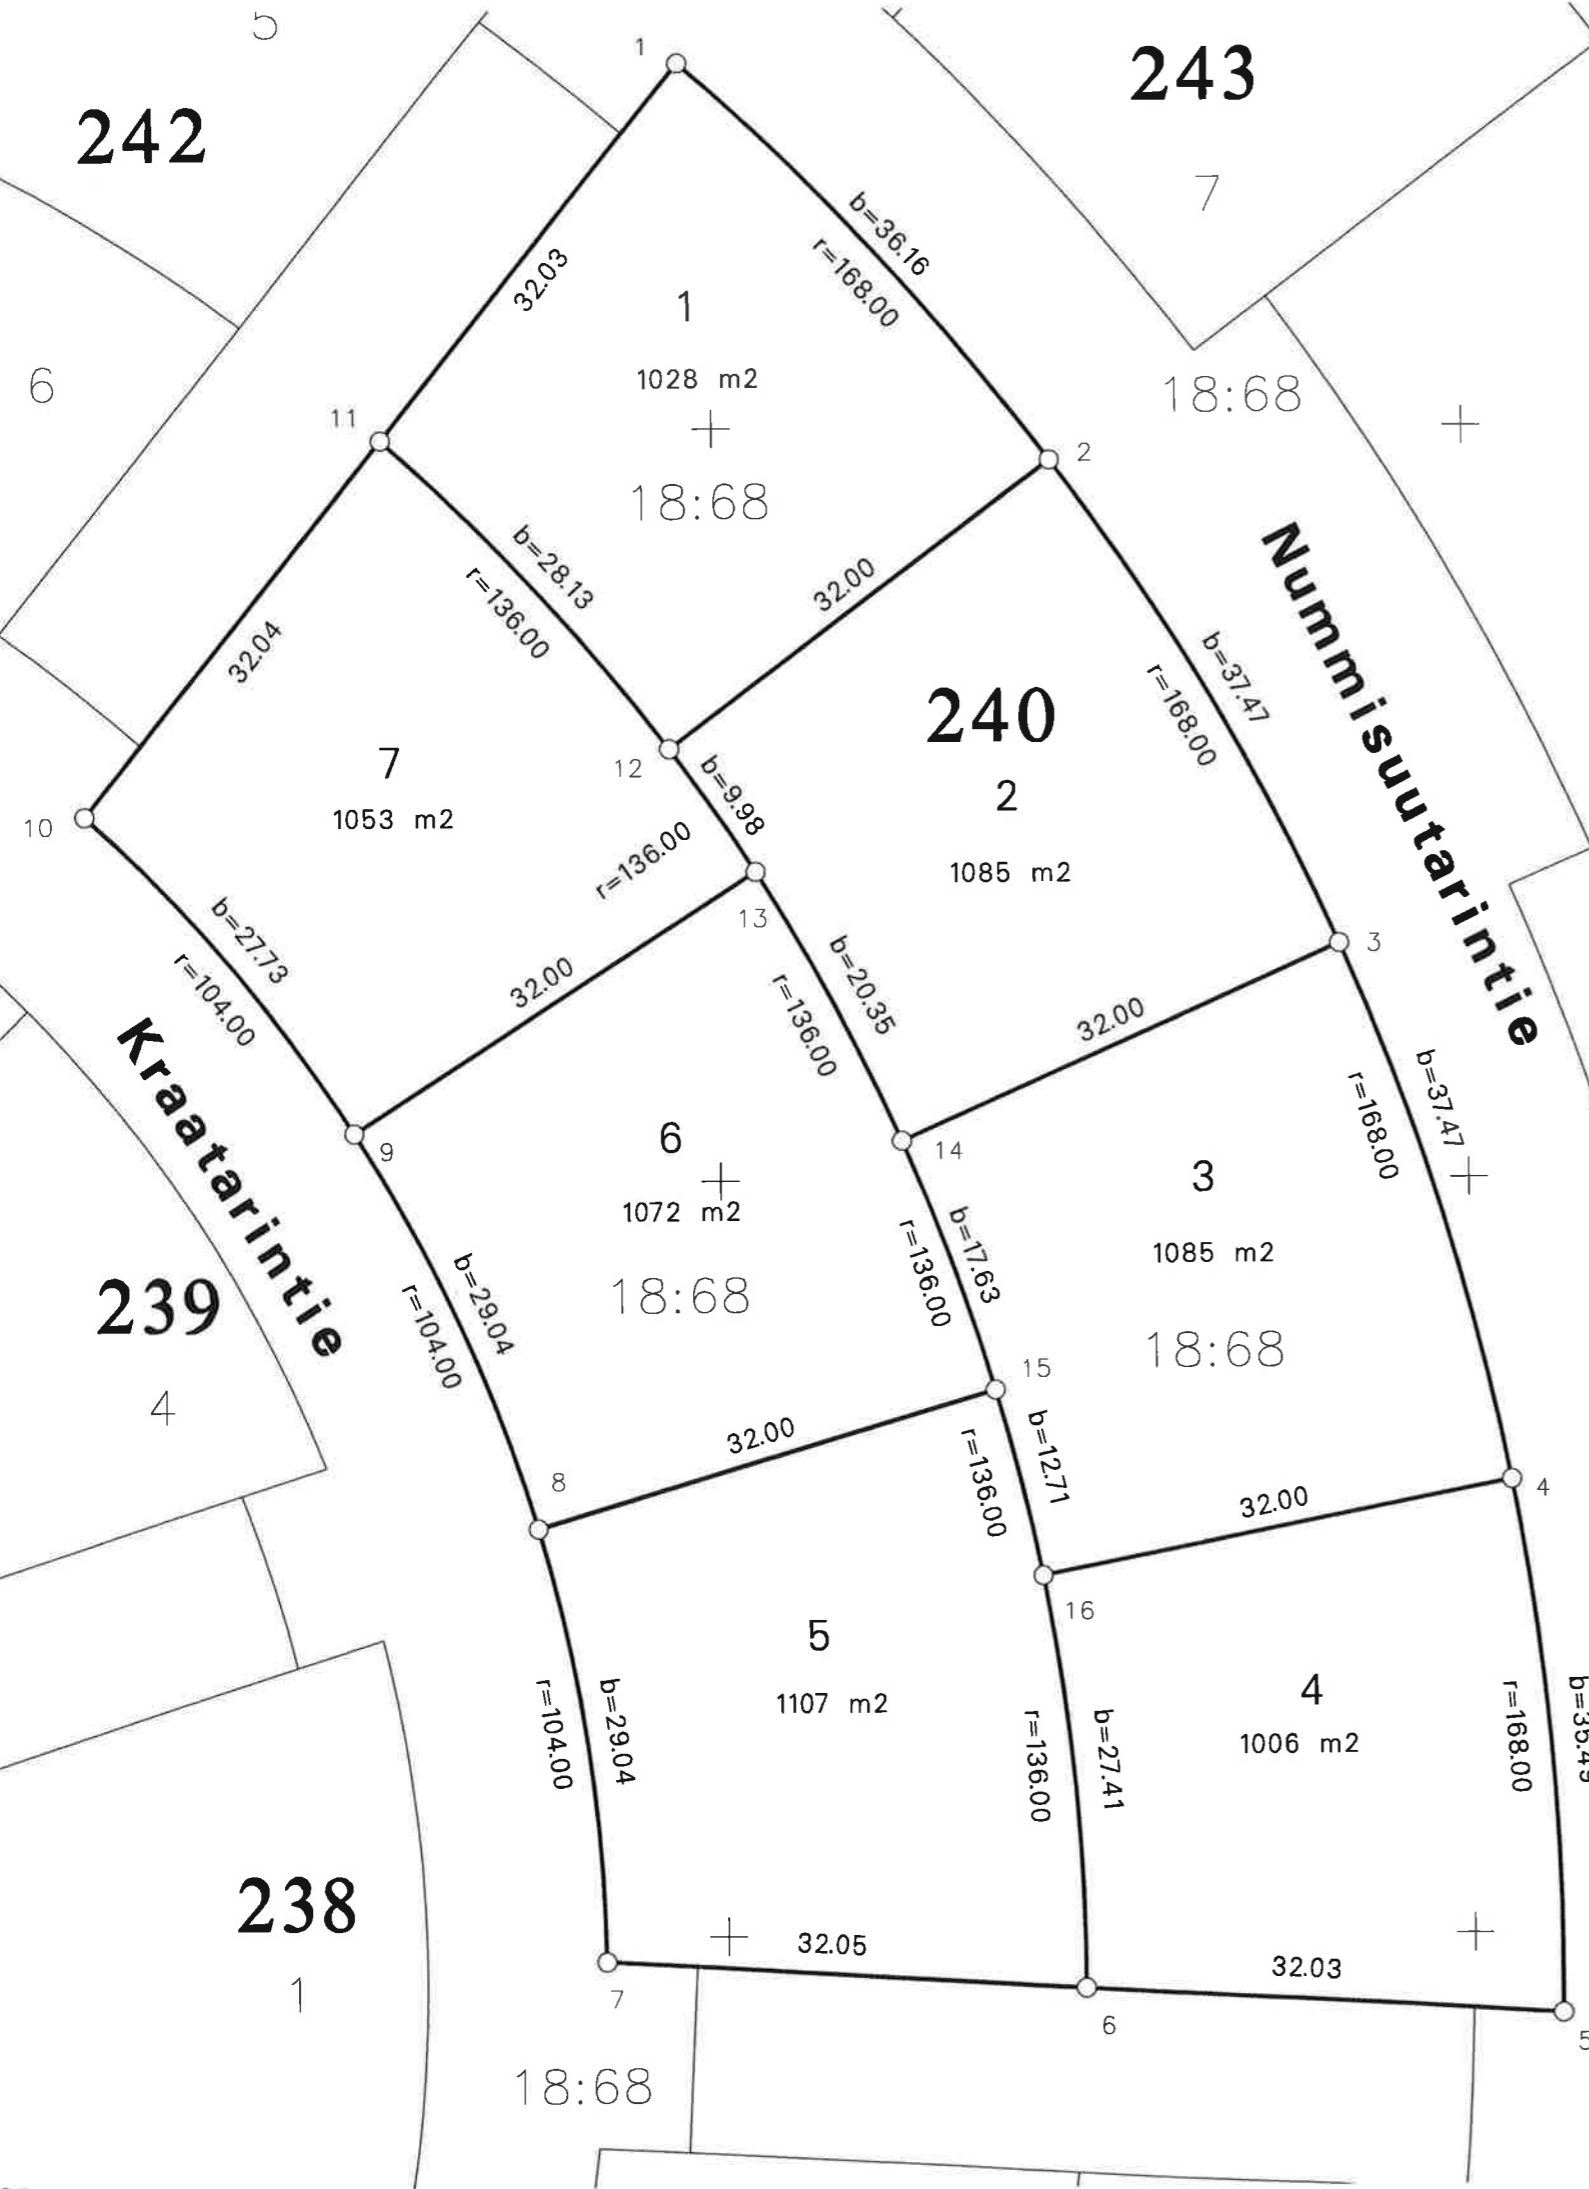 5
1
243
242
7
b=36.16
r=168.00
32.03
1
1028 m2
18:68
6
11
2
18:68
b=28.13
r=136.00
32.00
Nummisuutarintie
32.04
b=37.47
r=168.00
240
2
1085 m2
7
1053 m2
12
b=9.98
r=136.00
10
13
3
b=27.73
r=104.00
32.00
b=20.35
r=136.00
32.00
Kraatarintie
9
14
b=37.47
r=168.00
6
1072 m2
18:68
3
1085 m2
18:68
b=17.63
r=136.00
239
4
b=29.04
r=104.00
15
32.00
b=12.71
r=136.00
8
4
32.00
16
5
1107 m2
4
1006 m2
b=29.04
r=104.00
b=27.41
r=136.00
r=168.00
b=35.49
238
1
32.05
32.03
7
6
5
18:68